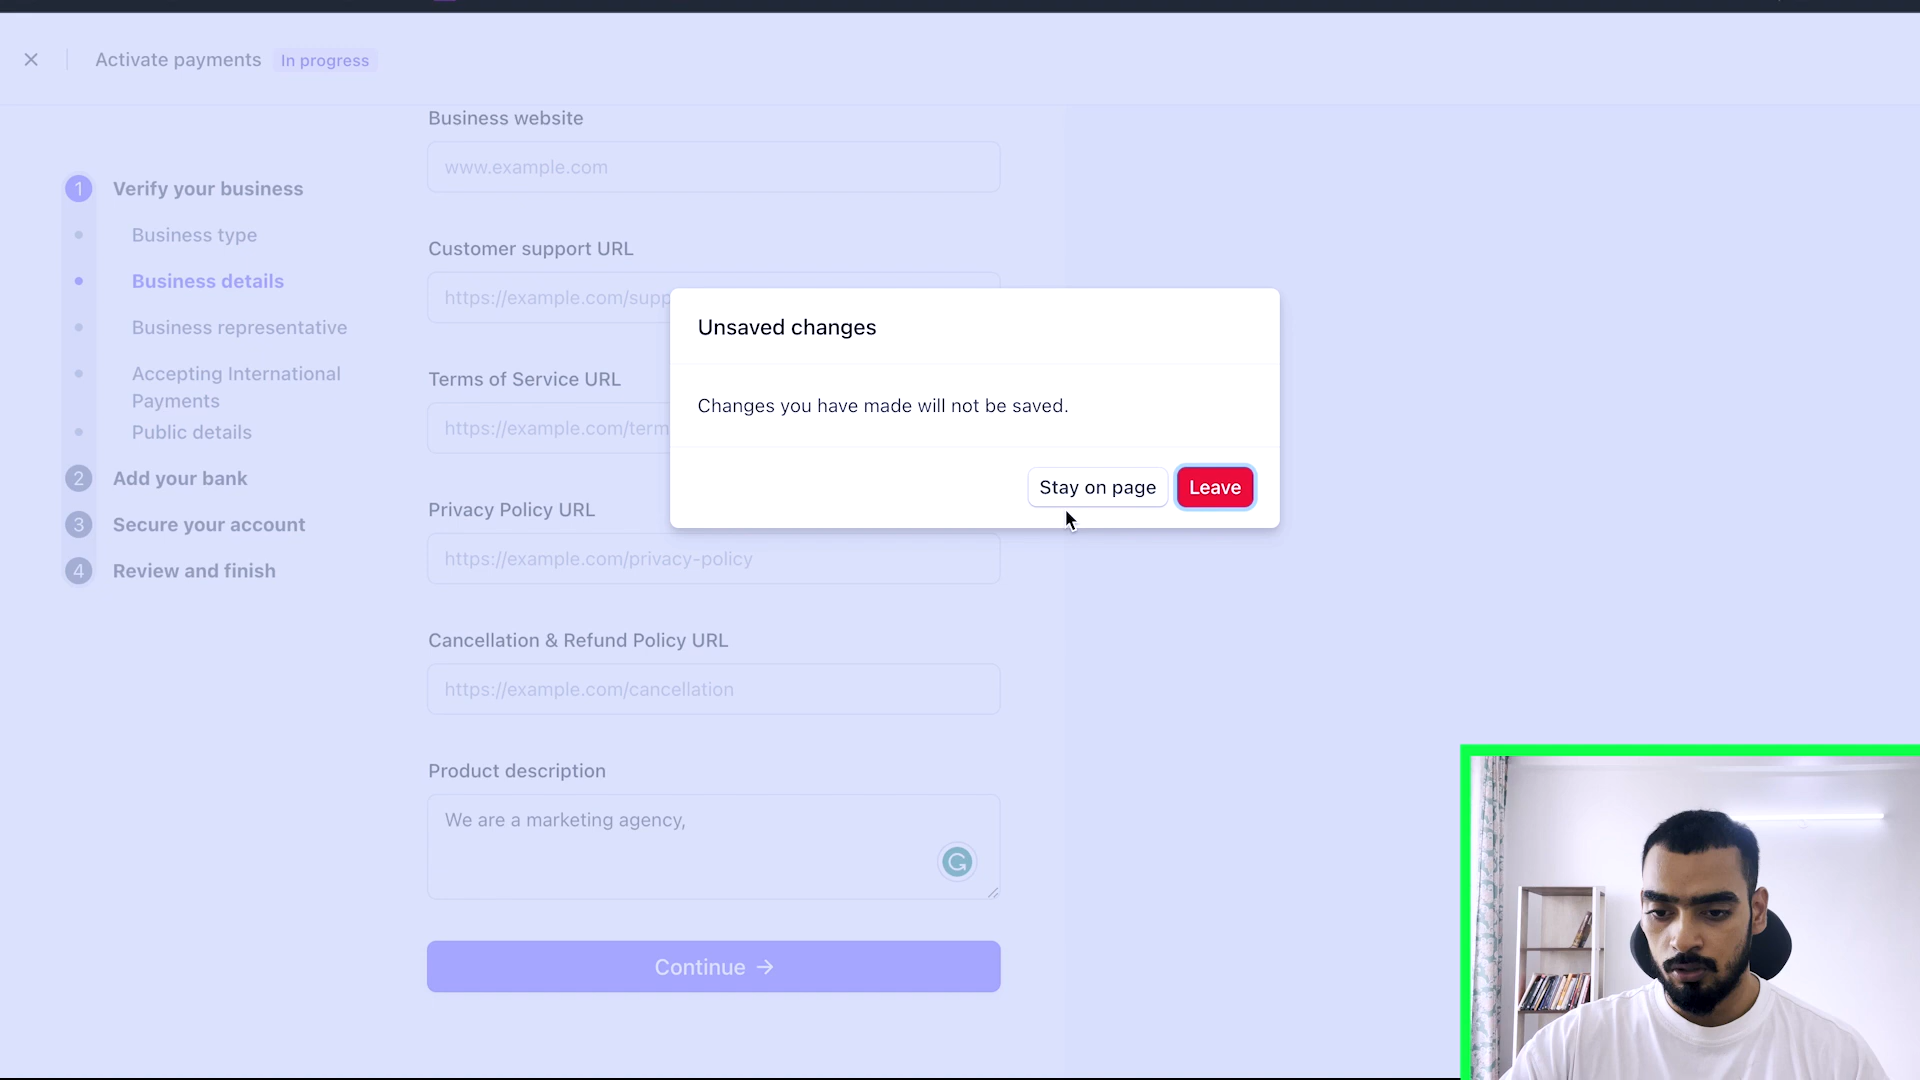 Activate payments In progress
Business website
www.example.com
1 Verify your business
Business type
Business details
Business representative
Accepting International
Payments
Public details
2 Add your bank
3 Secure your account
4 Review and finish
Customer support URL
https://example.com/supp
Terms of Service URL
https://example.com/term
Privacy Policy URL
https://example.com/privacy-policy
Cancellation & Refund Policy URL
https://example.com/cancellation
Product description
We are a marketing agency,
Continue →
Unsaved changes
Changes you have made will not be saved.
Stay on page Leave